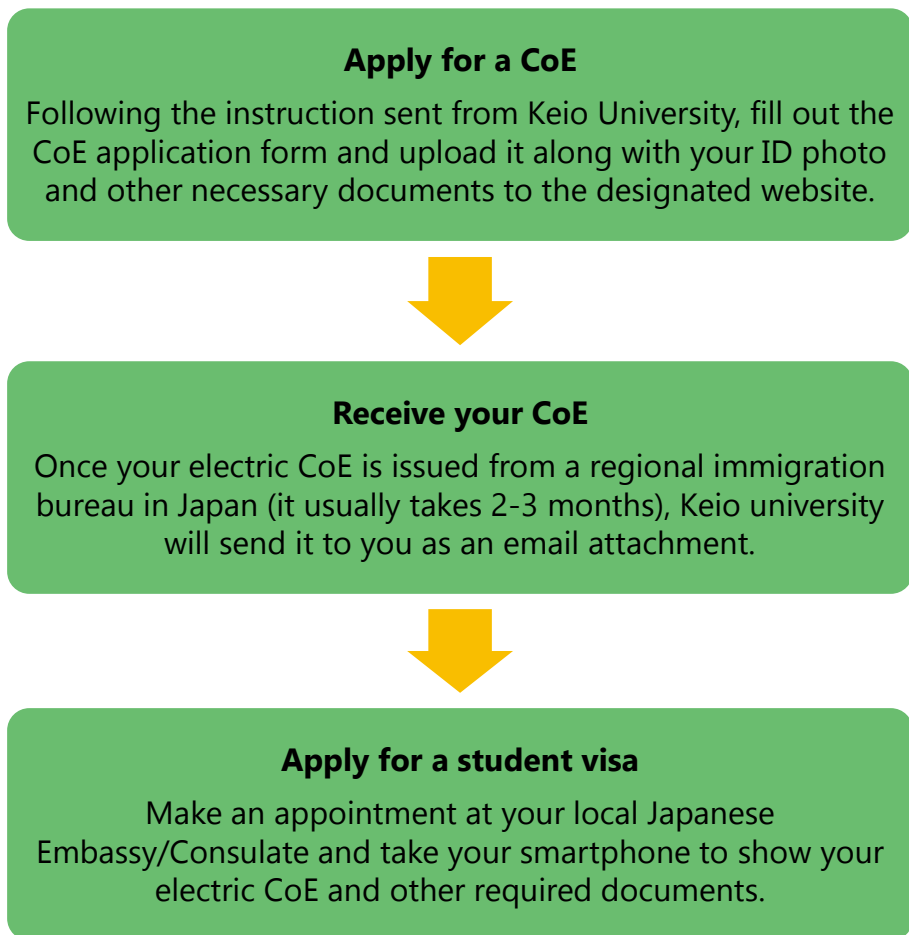 Apply for a CoE
Following the instruction sent from Keio University, fill out the
CoE application form and upload it along with your ID photo
and other necessary documents to the designated website.
Receive your CoE
Once your electric CoE is issued from a regional immigration
bureau in Japan (it usually takes 2-3 months), Keio university
will send it to you as an email attachment.
Apply for a student visa
Make an appointment at your local Japanese
Embassy/Consulate and take your smartphone to show your
electric CoE and other required documents.